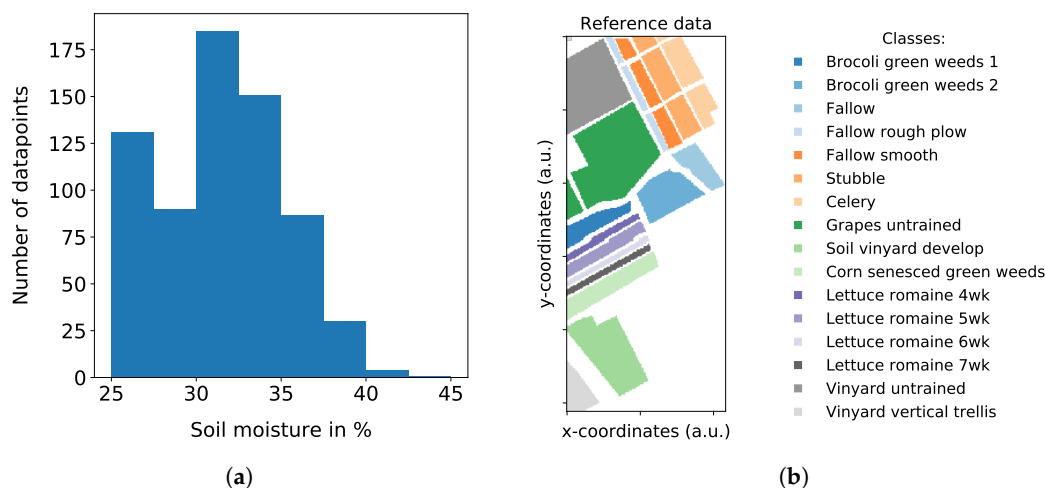 175
150
125
100
75
50
25
0
Number of datapoints
25
30
35
40
45
Soil moisture in %
(a)
Reference data
y-coordinates (a.u.)
x-coordinates (a.u.)
Classes:
Brocoli green weeds 1
Brocoli green weeds 2
Fallow
Fallow rough plow
Fallow smooth
Stubble
Celery
Grapes untrained
Soil vinyard develop
Corn senesced green weeds
Lettuce romaine 4wk
Lettuce romaine 5wk
Lettuce romaine 6wk
Lettuce romaine 7wk
Vinyard untrained
Vinyard vertical trellis
(b)